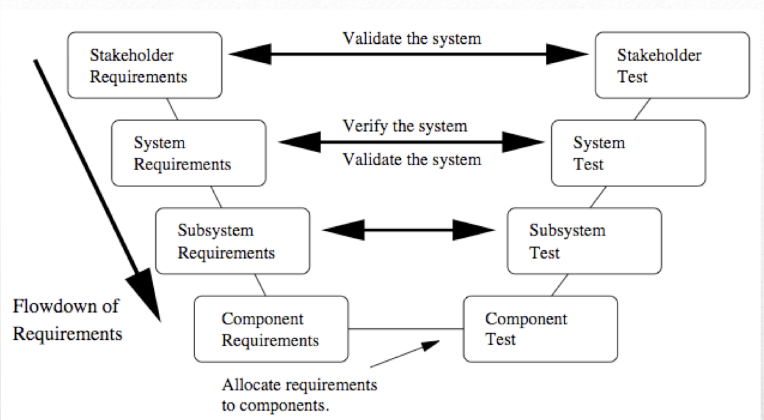 Validate the system
Stakeholder
Requirements
Stakeholder
Test
Verify the system
Validate the system
System
Requirements
System
Test
Subsystem
Requirements
Subsystem
Test
Flowdown of
Requirements
Component
Requirements
Component
Test
Allocate requirements
to components.